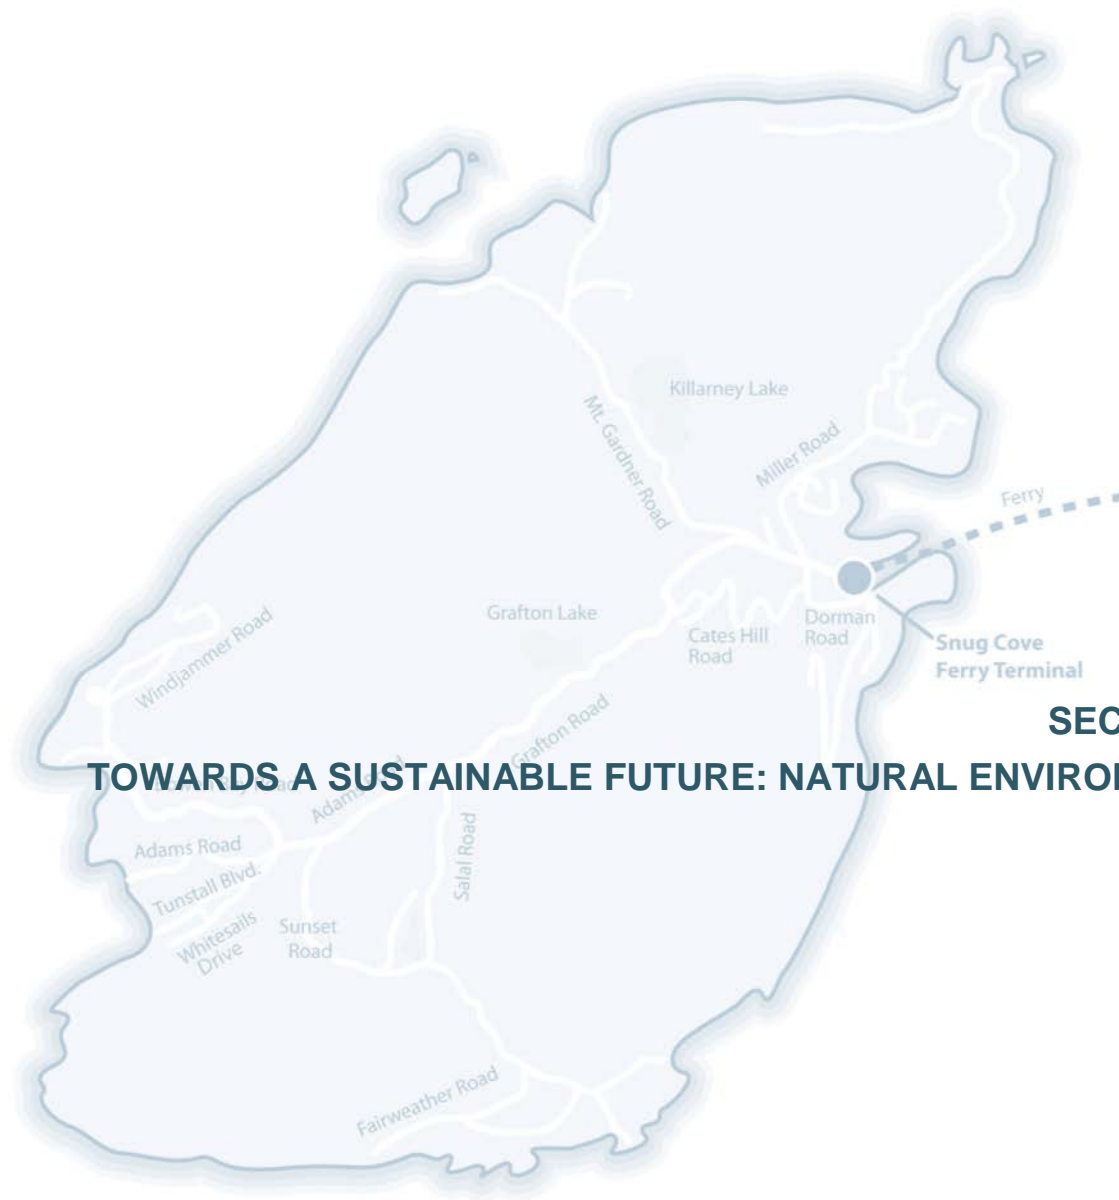 Killarney Lake
Mt. Gardner Road
Miller Road
Ferry
Grafton Lake
Cates Hill
Road
Dorman
Road
Snug Cove
Ferry Terminal
Windjammer Road
Grafton Road
SEC
TOWARDS A SUSTAINABLE FUTURE: NATURAL ENVIRO
Adams Road
Adams Road
Salal Road
Tunstall Blvd.
Whitesails
Drive
Sunset
Road
Fairweather Road